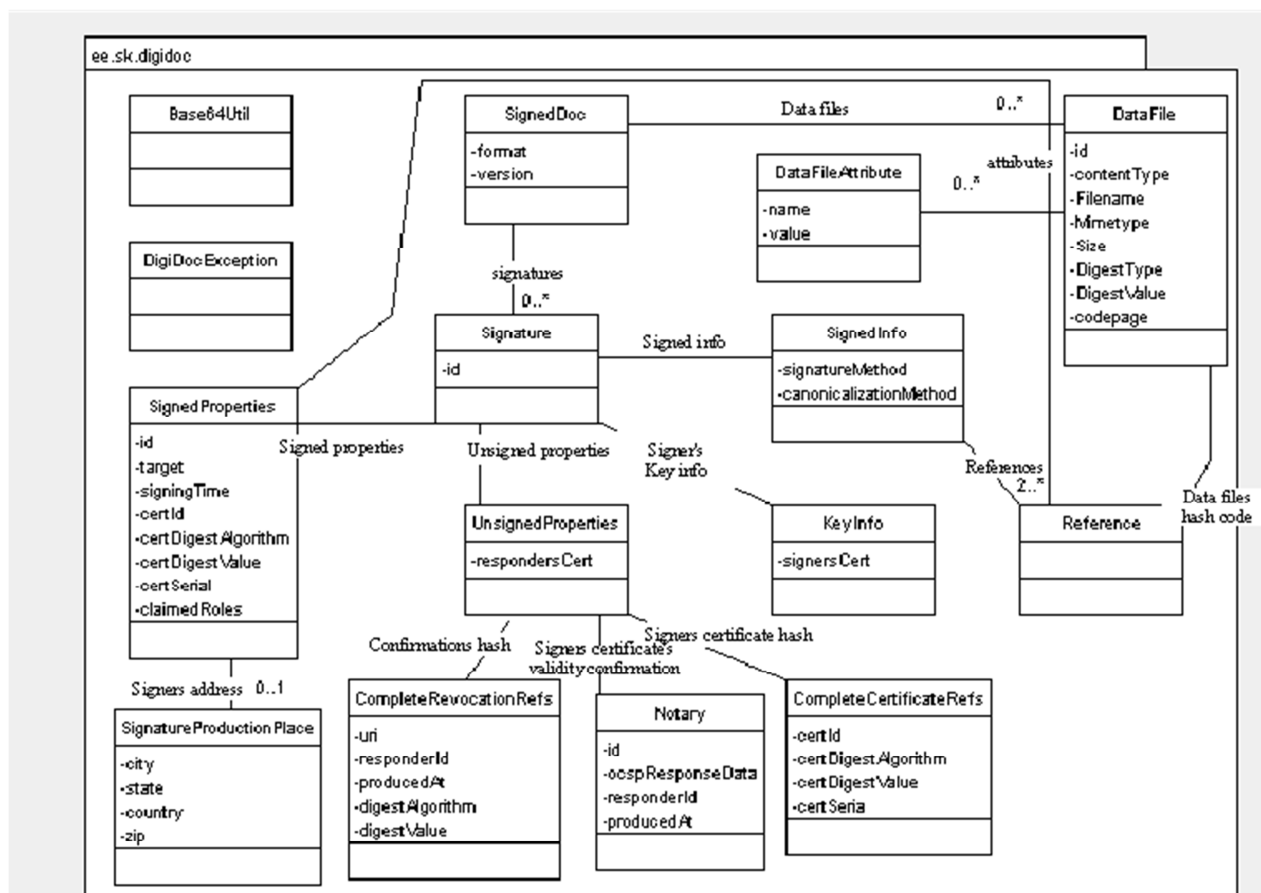 ee.sk.digidoc
Base64Util
SignedDoc
-format
-version
Data files
0..*
DataFile
-id
-contentType
-Filename
-Mimetype
-Size
-DigestType
-DigestValue
-codepage
attributes
0..*
DataFileAttribute
-name
-value
DigiDocException
signatures
0..*
Signature
-id
Signed info
SignedInfo
-signatureMethod
-canonicalizationMethod
SignedProperties
-id
-target
-signingTime
-certId
-certDigestAlgorithm
-certDigestValue
-certSerial
-claimedRoles
Signed properties
Unsigned properties
Signer's
Key info
References
2..*
Data files
hash code
UnsignedProperties
-respondersCert
KeyInfo
-signersCert
Reference
Confirmations hash
Signers certificate's
validity confirmation
Signers certificate hash
Signers address
0..1
SignatureProductionPlace
-city
-state
-country
-zip
CompleteRevocationRefs
-uri
-responderId
-producedAt
-digestAlgorithm
-digestValue
Notary
-id
-ocspResponseData
-responderId
-producedAt
CompleteCertificateRefs
-certId
-certDigestAlgorithm
-certDigestValue
-certSeria